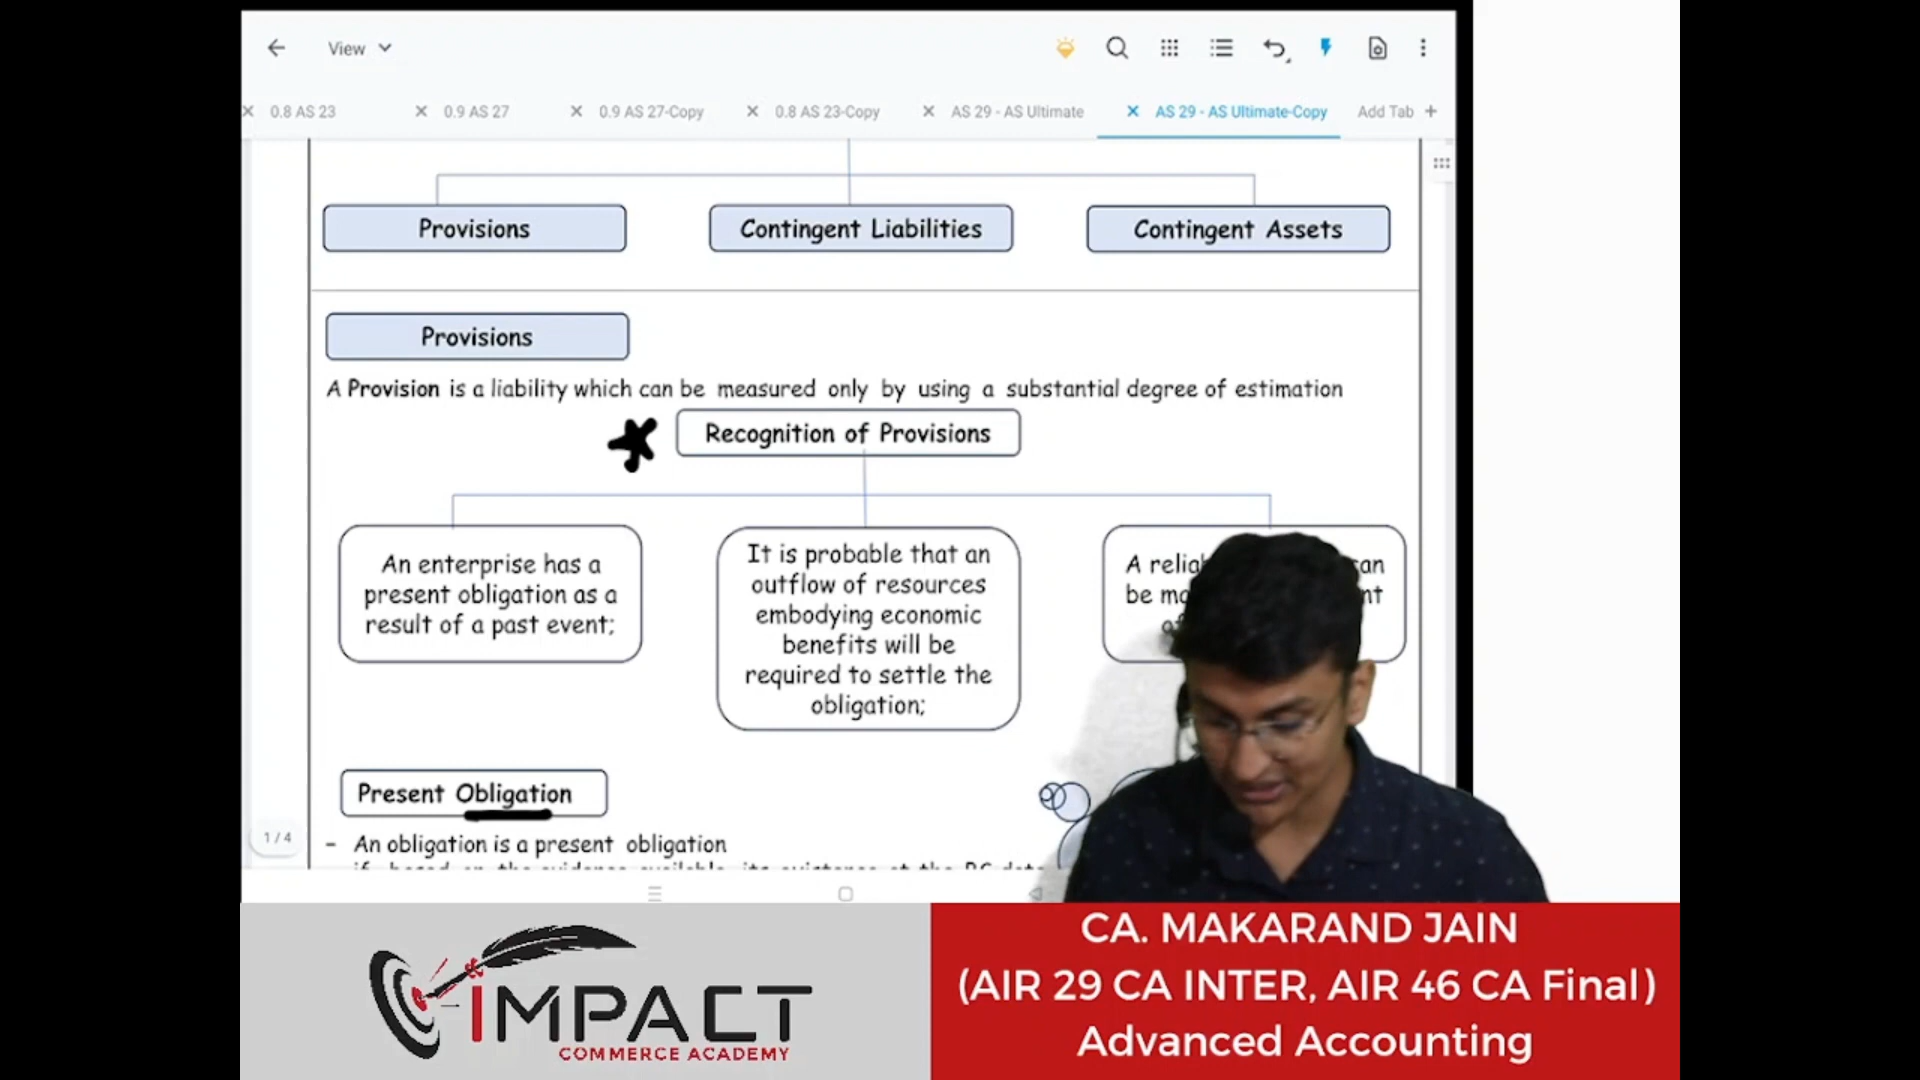 View
0.8 AS 23
0.9 AS 27
0.9 AS 27-Copy
0.8 AS 23-Copy
AS 29 - AS Ultimate
AS 29 - AS Ultimate-Copy
Add Tab +
Provisions
Contingent Liabilities
Contingent Assets
Provisions
A Provision is a liability which can be measured only by using a substantial degree of estimation
Recognition of Provisions
An enterprise has a
present obligation as a
result of a past event;
It is probable that an
outflow of resources
embodying economic
benefits will be
required to settle the
obligation;
A
be
Present Obligation
1 / 4
- An obligation is a present obligation
IMPACT
COMMERCE ACADEMY
CA. MAKARAND JAIN
(AIR 29 CA INTER, AIR 46 CA Final)
Advanced Accounting